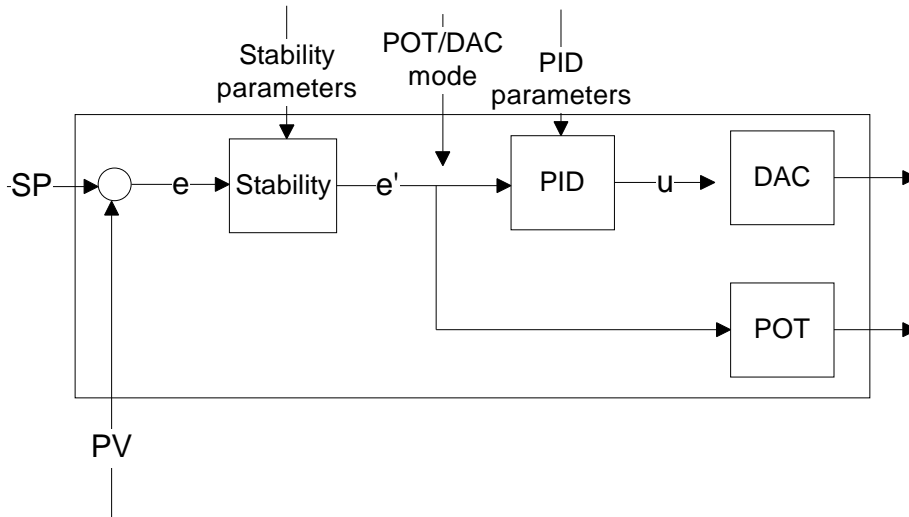 Stability
parameters
POT/DAC
mode
PID
parameters
SP
e
Stability
e'
PID
u
DAC
POT
PV